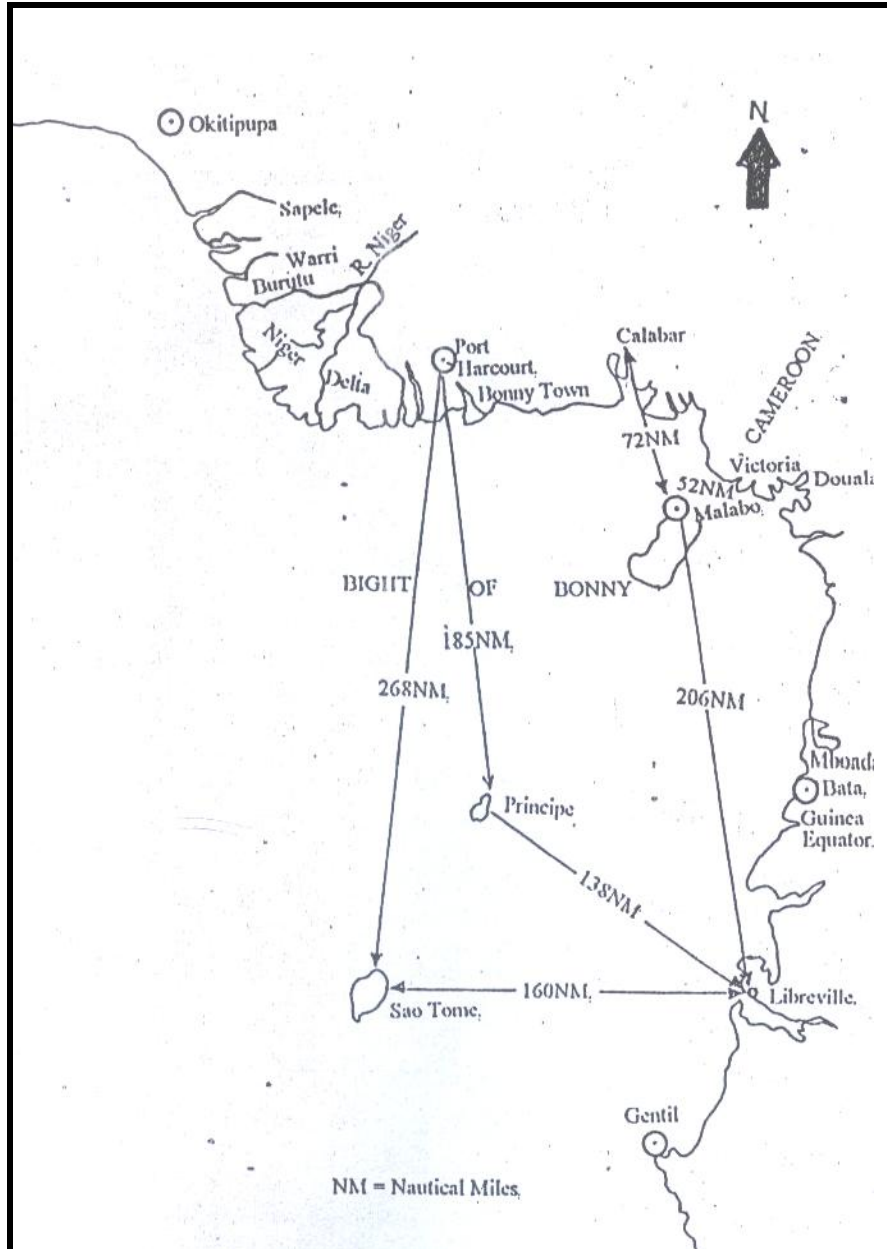 N
Okitipupa
Sapele,
R. Niger
Warri
Burutu
Niger
Delta
Port
Harcourt,
Bonny Town
Calabar
CAMEROON
72NM
Victoria
Douala
52NM
Malabo,
BIGHT
OF
BONNY
185NM,
268NM,
206NM
Mboada
Bata,
Principe
Guinea
Equator.
138NM
160NM,
Sao Tome,
Libreville,
Gentil
NM = Nautical Miles,